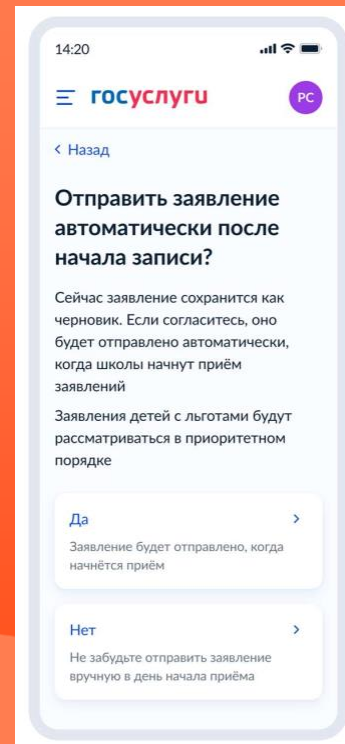 14:20
госуслуги
РС
Назад
Отправить заявление
автоматически после
начала записи?
Сейчас заявление сохранится как
черновик. Если согласитесь, оно
будет отправлено автоматически,
когда школы начнут приём
заявлений
Заявления детей с льготами будут
рассматриваться в приоритетном
порядке
Да
Заявление будет отправлено, когда
начнётся приём
Нет
Не забудьте отправить заявление
вручную в день начала приёма